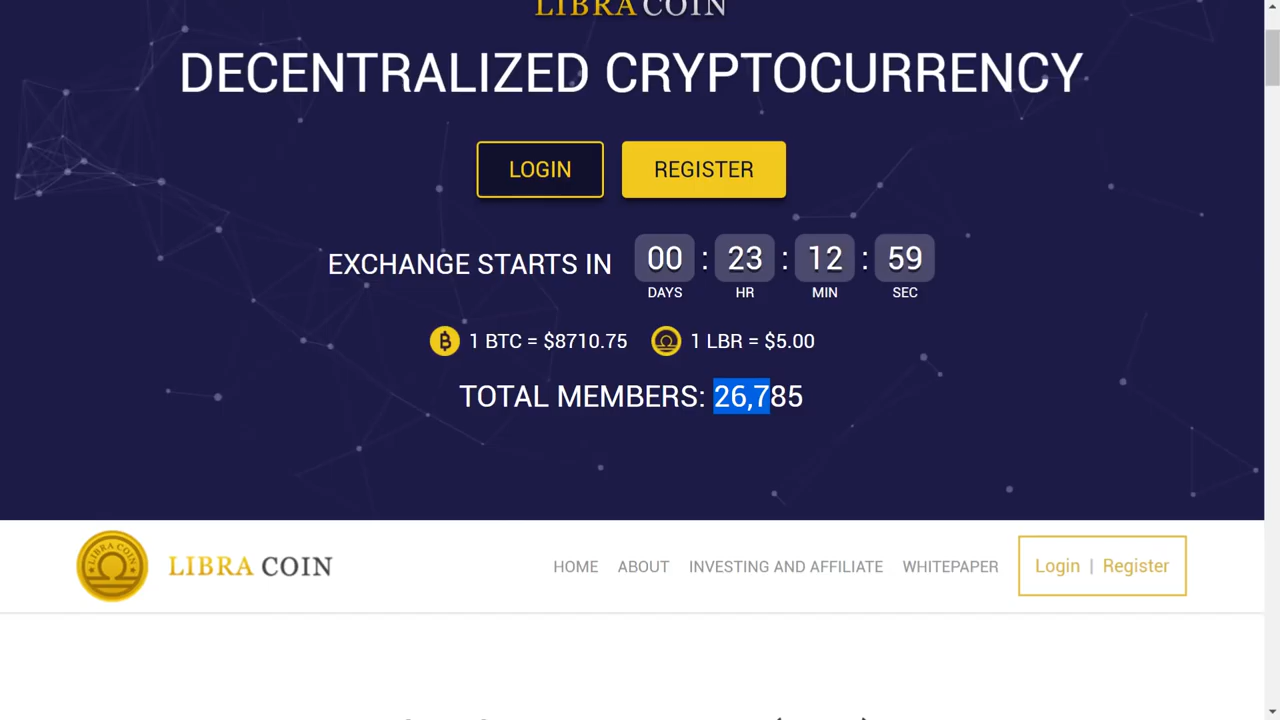 LIBRA COIN
DECENTRALIZED CRYPTOCURRENCY
LOGIN REGISTER
EXCHANGE STARTS IN 00 : 23 : 12 : 59
DAYS HR MIN SEC
1 BTC = $8710.75 1 LBR = $5.00
TOTAL MEMBERS: 26,785
LIBRA COIN
LIBRA COIN HOME ABOUT INVESTING AND AFFILIATE WHITEPAPER Login | Register